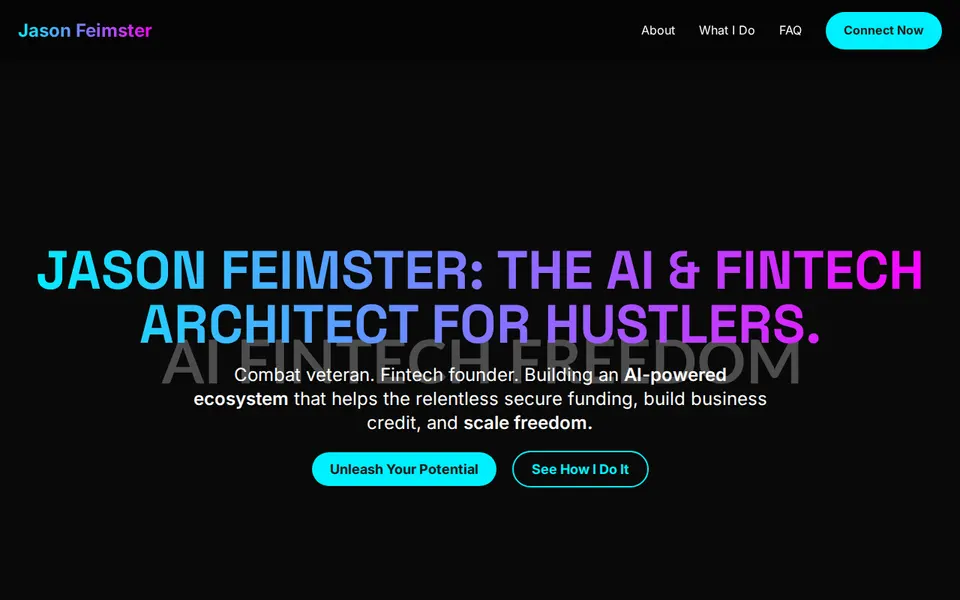 Jason Feimster
About
What I Do
FAQ
Connect Now
JASON FEIMSTER: THE AI & FINTECH
ARCHITECT FOR HUSTLERS.
AI FINTECH FREEDOM
Combat veteran. Fintech founder. Building an AI-powered
ecosystem that helps the relentless secure funding, build business
credit, and scale freedom.
Unleash Your Potential
See How I Do It